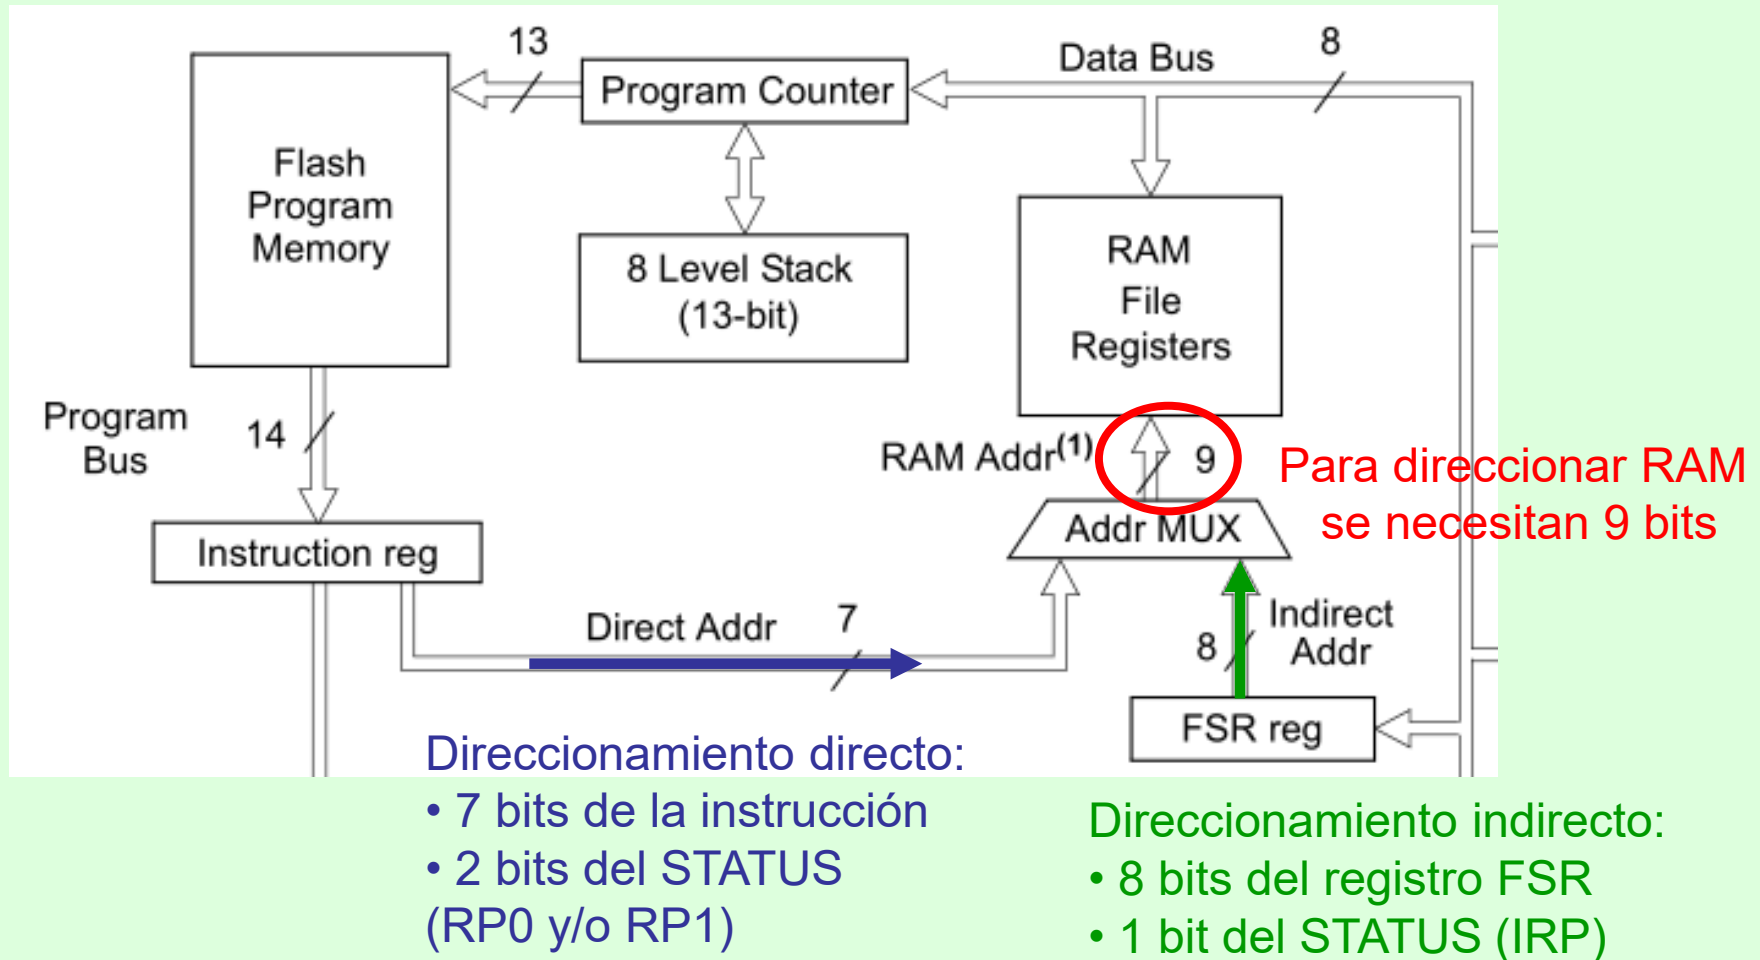 13
Program Counter
Data Bus
8
Flash
Program
Memory
8 Level Stack
(13-bit)
RAM
File
Registers
Program
Bus
14
RAM Addr(1)
9
Para direccionar RAM
se necesitan 9 bits
Addr MUX
Instruction reg
Direct Addr
7
Indirect
Addr
8
FSR reg
Direccionamiento directo:
• 7 bits de la instrucción
• 2 bits del STATUS
(RP0 y/o RP1)
Direccionamiento indirecto:
• 8 bits del registro FSR
• 1 bit del STATUS (IRP)